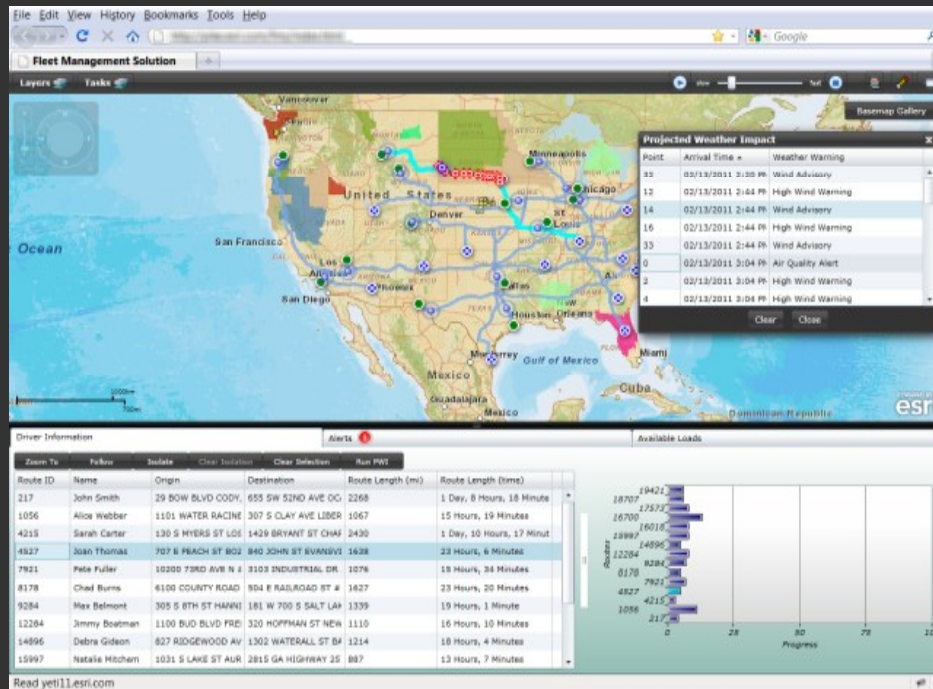 File Edit View History Bookmarks Tools Help
Google
Fleet Management Solution
Layers Tasks slow fast
Basemap Gallery
Vancouver
Minneapolis
Chicago
United States
Denver
St Louis
San Francisco
Ocean
Los Angeles
Phoenix
San Diego
Houston
Monterrey
Gulf of Mexico
Miami
Mexico
Cuba
Guadalajara
Mexico
Dominican Republic
esri
Projected Weather Impact
Point Arrival Time Weather Warning
33 02/13/2011 Wind Advisory
12 02/13/2011 2:44 PM High Wind Warning
14 02/13/2011 2:44 PM Wind Advisory
16 02/13/2011 2:44 PM High Wind Warning
33 02/13/2011 2:44 PM Wind Advisory
0 02/13/2011 3:04 PM Air Quality Alert
2 02/13/2011 3:04 PM High Wind Warning
4 02/13/2011 3:04 PM High Wind Warning
Clear Close
Driver Information Alerts Available Loads
Zoom To Follow Isolate Clear Isolation Clear Selection Run PWI
Route ID Name Origin Destination Route Length (mi) Route Length (time)
217 John Smith 29 BOW BLVD CODY, 655 SW 52ND AVE OC 2268 1 Day, 8 Hours, 18 Minute
1056 Alice Webber 1101 WATER RACINE 307 S CLAY AVE LIBER 1067 15 Hours, 19 Minutes
4215 Sarah Carter 130 S MYERS ST LOS 1429 BRYANT ST CHAR 2430 1 Day, 10 Hours, 17 Minut
4527 Joan Thomas 707 E PEACH ST BOZ 840 JOHN ST EVANSVI 1638 23 Hours, 6 Minutes
7921 Pete Fuller 10200 73RD AVE N 3103 INDUSTRIAL DR 1076 15 Hours, 34 Minutes
8178 Chad Burns 6100 COUNTY ROAD 504 E RAILROAD ST 1627 23 Hours, 20 Minutes
9284 Max Belmont 305 S 8TH ST HANNI 181 W 700 S SALT LAK 1339 19 Hours, 1 Minute
12284 Jimmy Boatman 1100 BUD BLVD FRE 320 HOFFMAN ST NEW 1110 16 Hours, 10 Minutes
14896 Debra Gideon 827 RIDGEWOOD AV 1302 WATERALL ST 1214 18 Hours, 4 Minutes
15997 Natalie Mitchem 1031 S LAKE ST AUR 2815 GA HIGHWAY 25 887 13 Hours, 7 Minutes
19421
18707
17573
16700
16018
15997
14896
12284
9284
8178
7921
4527
4215
1056
217
Routes
0 25 50 75 10
Progress
Read yeti11.esri.com